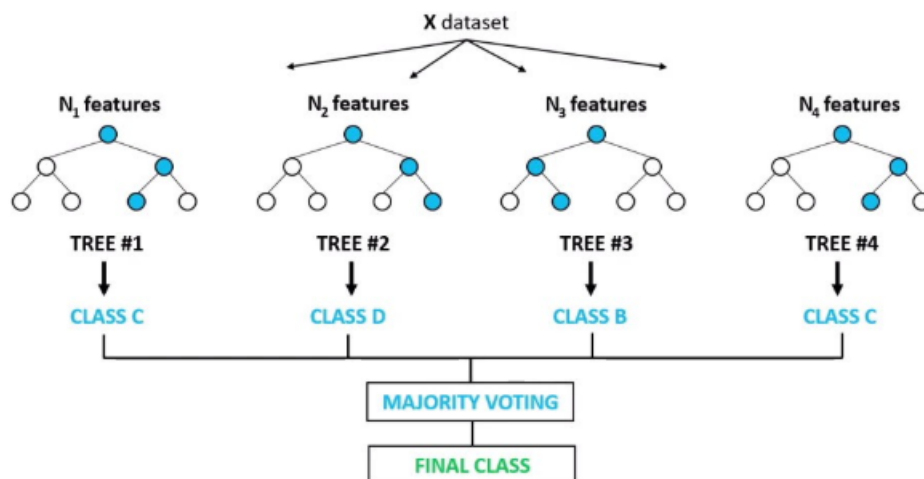 X dataset
N₁ features N₂ features N₃ features N₄ features
TREE #1 TREE #2 TREE #3 TREE #4
CLASS C CLASS D CLASS B CLASS C
MAJORITY VOTING
FINAL CLASS